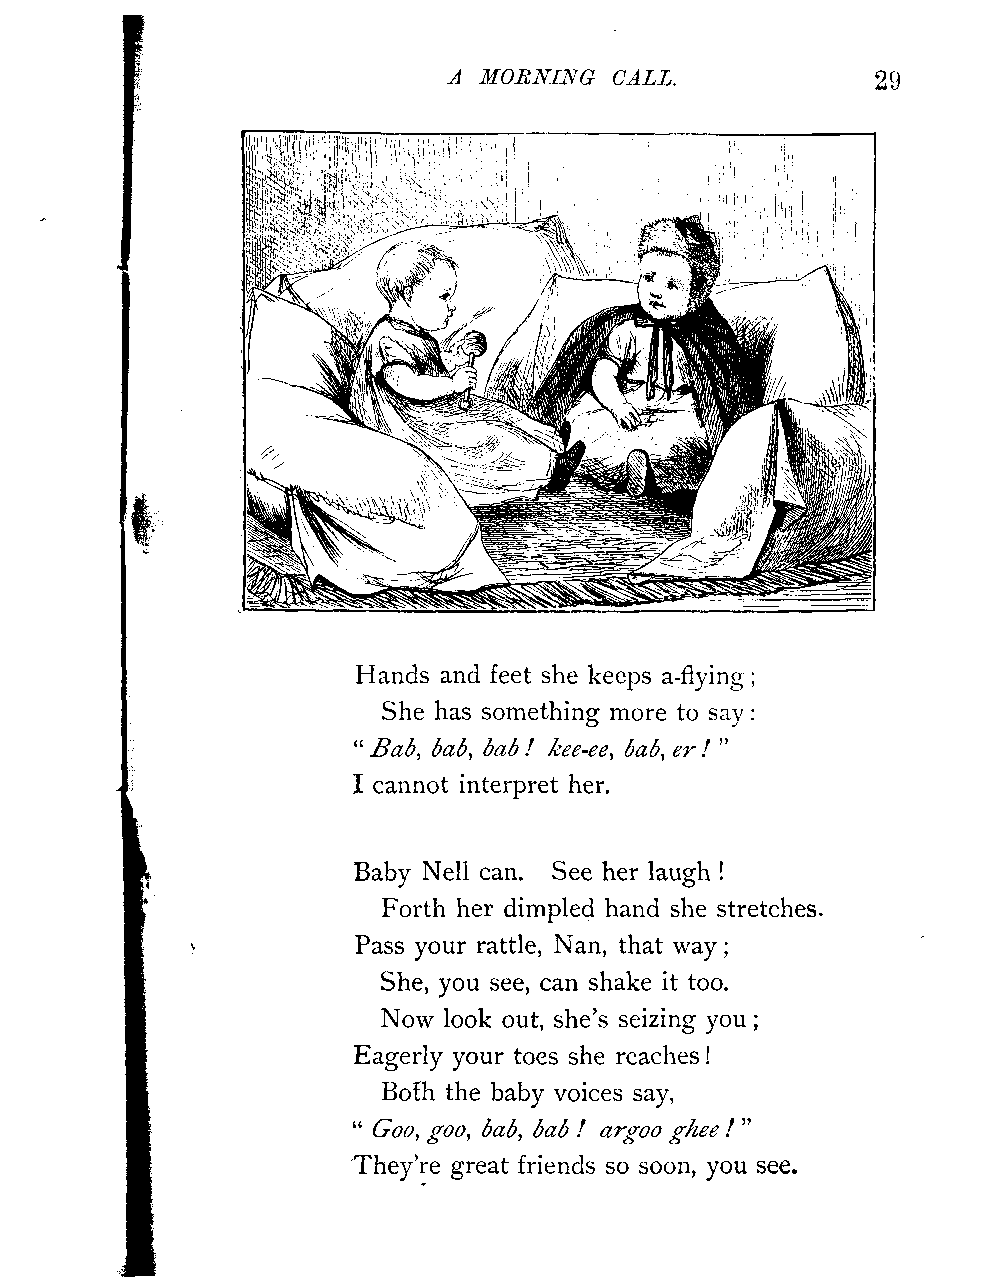 A MORNING CALL. 29
Hands and feet she keeps a-flying;
She has something more to say:
“Bab, bab, bab! kee-ee, bab, er!”
I cannot interpret her.
Baby Nell can. See her laugh!
Forth her dimpled hand she stretches.
Pass your rattle, Nan, that way;
She, you see, can shake it too.
Now look out, she’s seizing you;
Eagerly your toes she reaches!
Both the baby voices say,
“Goo, goo, bab, bab! argoo ghee!”
They’re great friends so soon, you see.